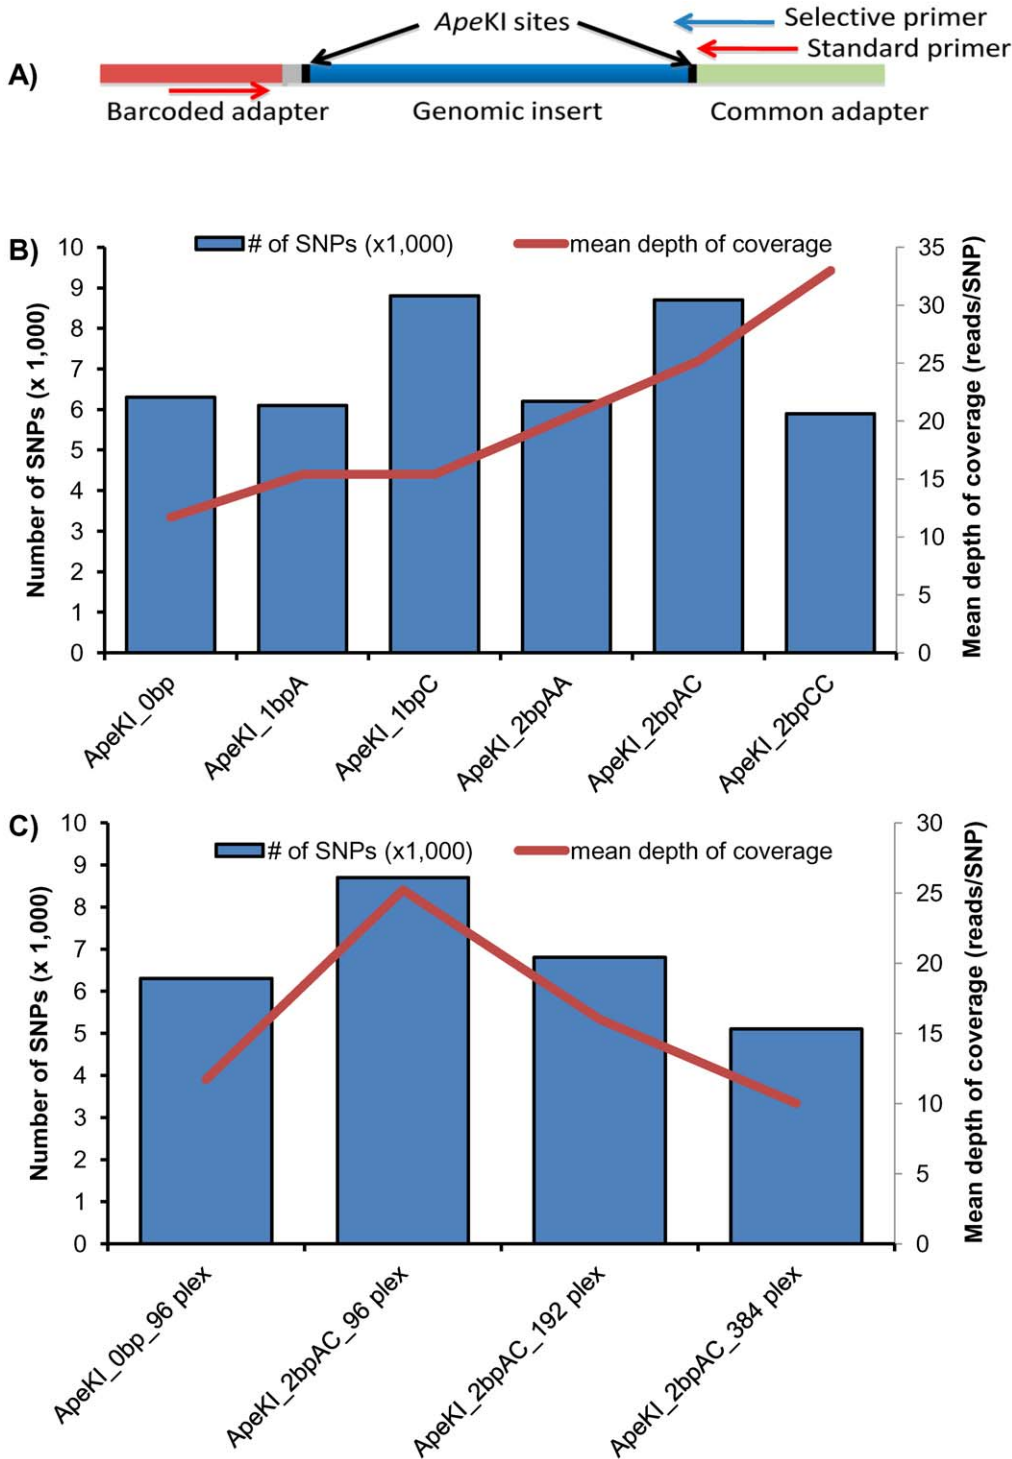 A)
ApeKI sites
Selective primer
Standard primer
Barcoded adapter
Genomic insert
Common adapter
B)
# of SNPs (x1,000)
mean depth of coverage
Number of SNPs (x 1,000)
10
9
8
7
6
5
4
3
2
1
0
35
30
25
20
15
10
5
0
Mean depth of coverage (reads/SNP)
ApeKI_0bp
ApeKI_1bpA
ApeKI_1bpC
ApeKI_2bpAA
ApeKI_2bpAC
ApeKI_2bpCC
C)
# of SNPs (x1,000)
mean depth of coverage
Number of SNPs (x 1,000)
10
9
8
7
6
5
4
3
2
1
0
30
25
20
15
10
5
0
Mean depth of coverage (reads/SNP)
ApeKI_0bp_96 plex
ApeKI_2bpAC_96 plex
ApeKI_2bpAC_192 plex
ApeKI_2bpAC_384 plex